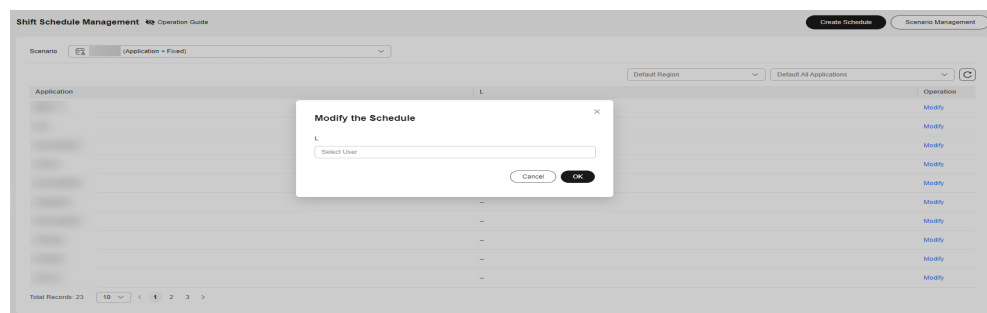 Shift Schedule Management Operation Guide Create Schedule Scenario Management
Scenario (Application + Fixed)
Default Region Default All Applications
Application L Operation
Modify
Modify the Schedule
Modify
L
Modify
Select User
Modify
Cancel OK
Modify
-- Modify
-- Modify
-- Modify
-- Modify
-- Modify
Total Records: 23 10 < 1 2 3 >